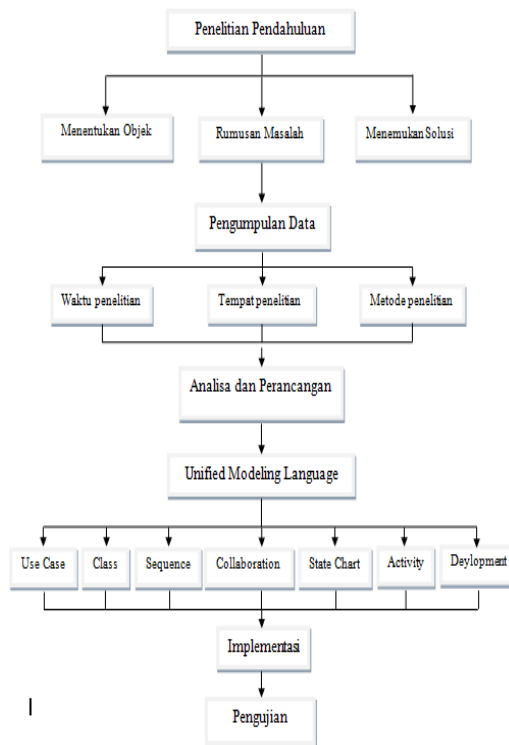 Penelitian Pendahuluan
Menentukan Objek
Rumusan Masalah
Menemukan Solusi
Pengumpulan Data
Waktu penelitian
Tempat penelitian
Metode penelitian
Analisa dan Perancangan
Unified Modeling Language
Use Case
Class
Sequence
Collaboration
State Chart
Activity
Deylopment
Implementasi
Pengujian